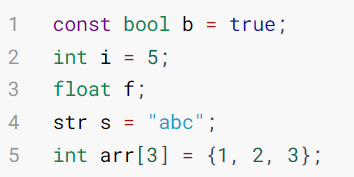 1 const bool b = true;
2 int i = 5;
3 float f;
4 str s = "abc";
5 int arr[3] = {1, 2, 3};